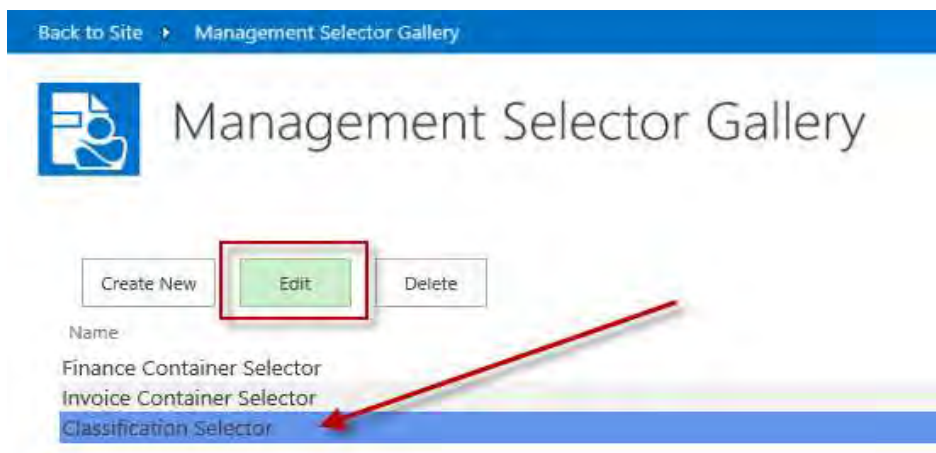 Back to Site ▸ Management Selector Gallery
Management Selector Gallery
Create New Edit Delete
Name
Finance Container Selector
Invoice Container Selector
Classification Selector